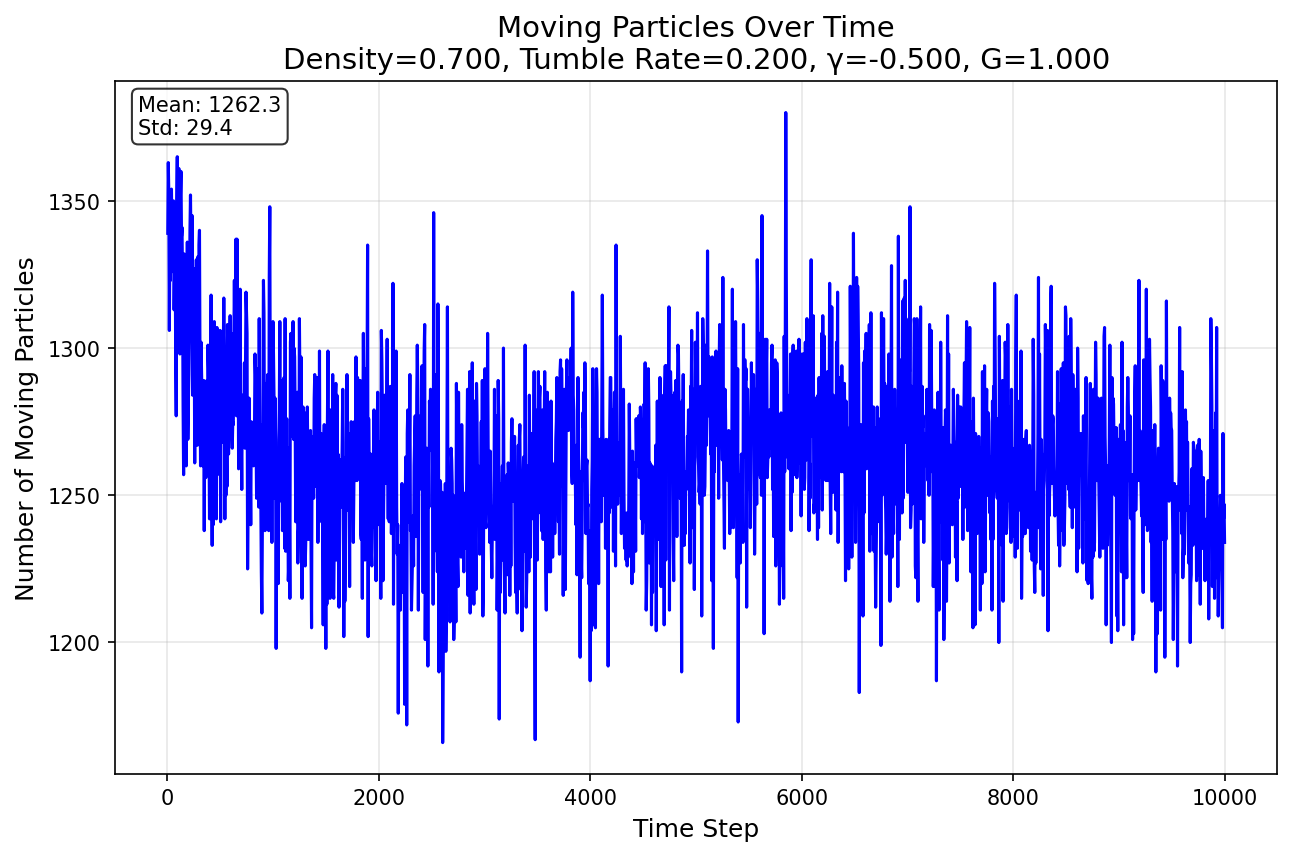 Moving Particles Over Time
Density=0.700, Tumble Rate=0.200, γ=-0.500, G=1.000
Mean: 1262.3
Std: 29.4
Number of Moving Particles
1350
1300
1250
1200
0 2000 4000 6000 8000 10000
Time Step